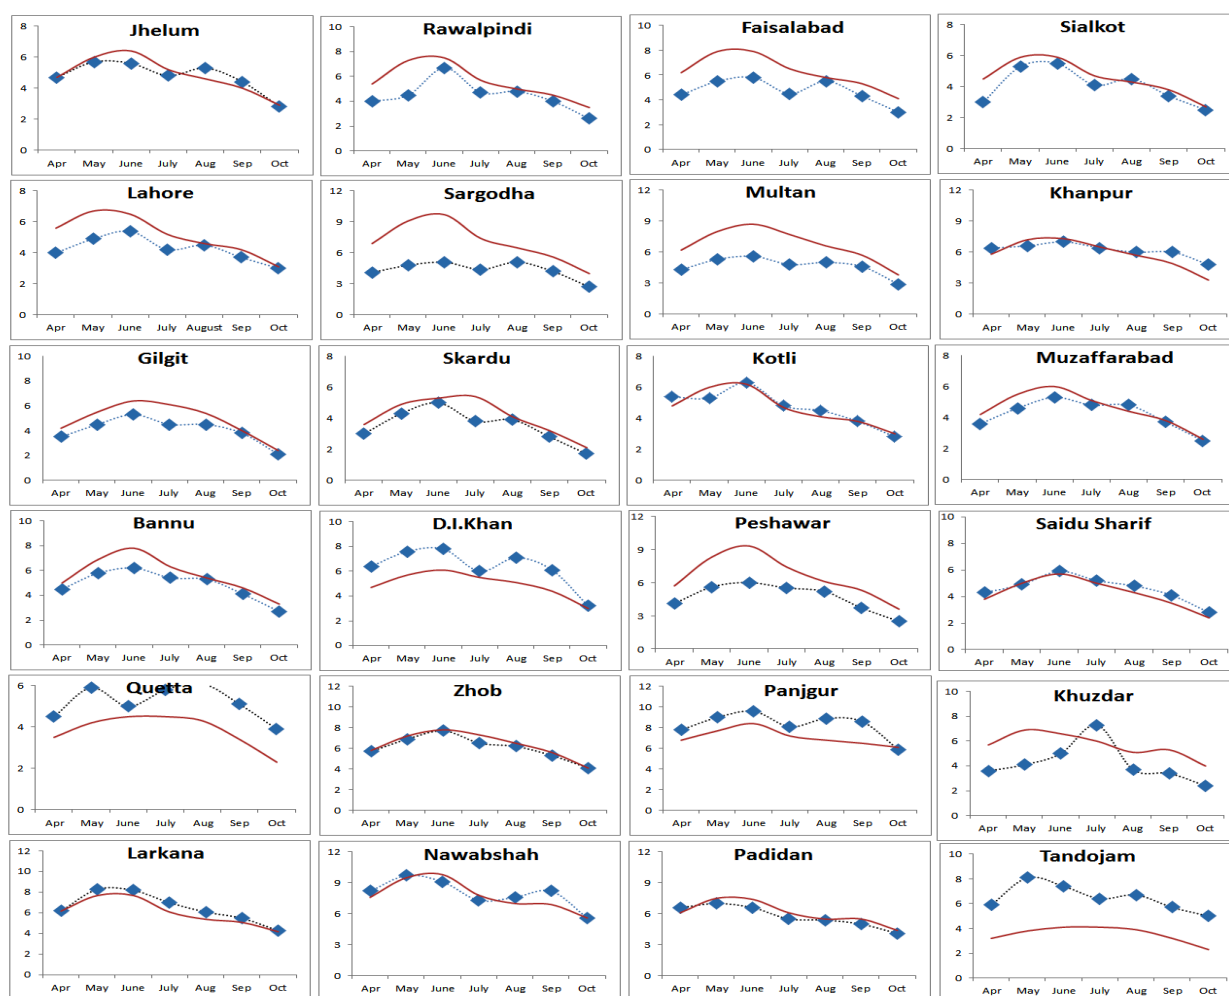 Jhelum
8
6
4
2
0
Apr May June July Aug Sep Oct
Rawalpindi
10
8
6
4
2
0
Apr May June July Aug Sep Oct
Faisalabad
10
8
6
4
2
0
Apr May June July Aug Sep Oct
Sialkot
8
6
4
2
0
Apr May June July Aug Sep Oct
Lahore
8
6
4
2
0
Apr May June July August Sep Oct
Sargodha
12
9
6
3
0
Apr May June July Aug Sep Oct
Multan
12
9
6
3
0
Apr May June July Aug Sep Oct
Khanpur
12
9
6
3
0
Apr May June July Aug Sep Oct
Gilgit
10
8
6
4
2
0
Apr May June July Aug Sep Oct
Skardu
8
6
4
2
0
Apr May June July Aug Sep Oct
Kotli
8
6
4
2
0
Apr May June July Aug Sep Oct
Muzaffarabad
8
6
4
2
0
Apr May June July Aug Sep Oct
Bannu
10
8
6
4
2
0
Apr May June July Aug Sep Oct
D.I.Khan
10
8
6
4
2
0
Apr May June July Aug Sep Oct
Peshawar
12
9
6
3
0
Apr May June July Aug Sep Oct
Saidu Sharif
10
8
6
4
2
0
Apr May June July Aug Sep Oct
Quetta
6
4
2
0
Apr May June July Aug Sep Oct
Zhob
12
10
8
6
4
2
0
Apr May June July Aug Sep Oct
Panjgur
12
10
8
6
4
2
0
Apr May June July Aug Sep Oct
Khuzdar
10
8
6
4
2
0
Apr May June July Aug Sep Oct
Larkana
12
10
8
6
4
2
0
Apr May June July Aug Sep Oct
Nawabshah
12
9
6
3
0
Apr May June July Aug Sep Oct
Padidan
12
9
6
3
0
Apr May June July Aug Sep Oct
Tandojam
10
8
6
4
2
0
Apr May June July Aug Sep Oct